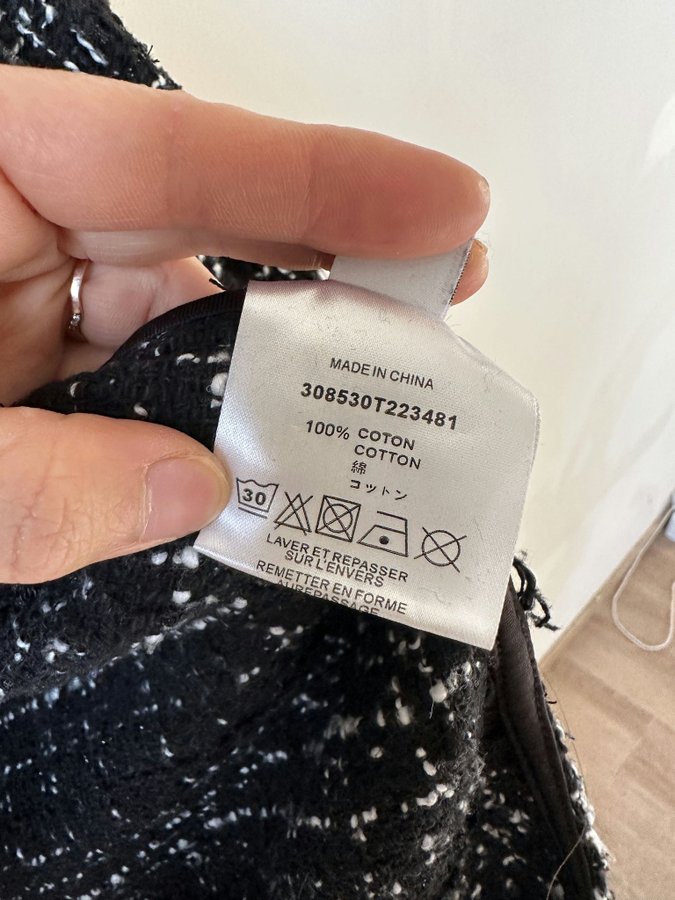 MADE IN CHINA
308530T223481
100% COTON
COTTON
綿
コットン
30
LAVER ET REPASSER
SUR L'ENVERS
REMETTER EN FORME
AUREPASSAGE